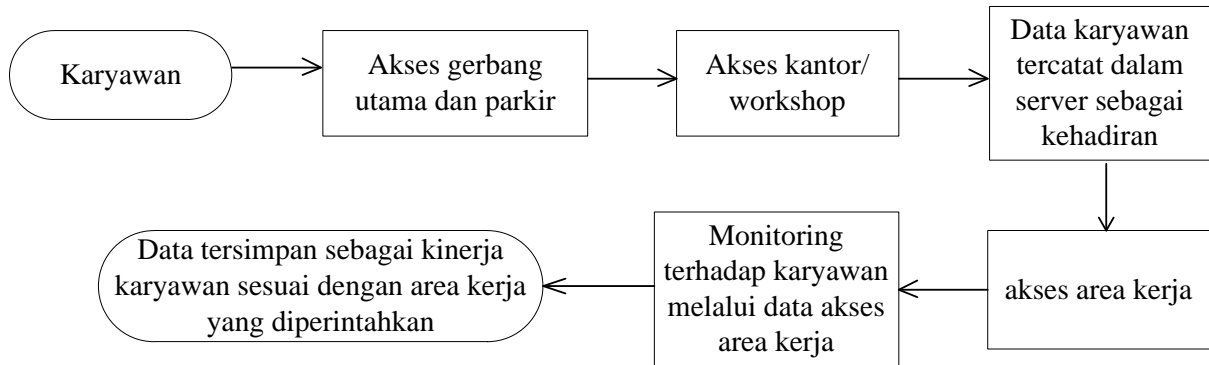 Karyawan
Akses gerbang
utama dan parkir
Akses kantor/
workshop
Data karyawan
tercatat dalam
server sebagai
kehadiran
akses area kerja
Monitoring
terhadap karyawan
melalui data akses
area kerja
Data tersimpan sebagai kinerja
karyawan sesuai dengan area kerja
yang diperintahkan